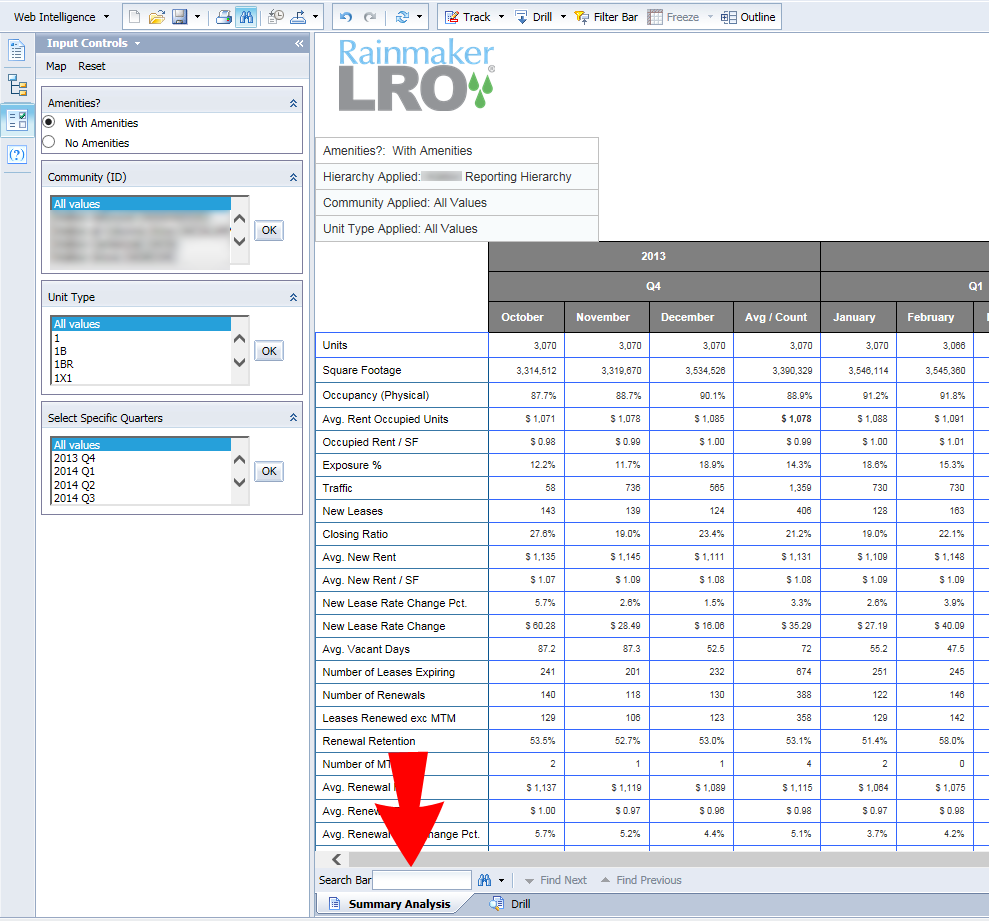 Web Intelligence Track Drill Filter Bar Freeze Outline
Input Controls «
Map Reset
Amenities?
With Amenities
No Amenities
Community (ID)
All values
OK
Unit Type
All values
1
1B
1BR
1X1
OK
Select Specific Quarters
All values
2013 Q4
2014 Q1
2014 Q2
2014 Q3
OK
Rainmaker
LRO®
Amenities?: With Amenities
Hierarchy Applied: Reporting Hierarchy
Community Applied: All Values
Unit Type Applied: All Values
2013
Q4 Q1
October November December Avg / Count January February
Units 3,070 3,070 3,070 3,070 3,070 3,066
Square Footage 3,314,512 3,319,670 3,534,526 3,390,329 3,546,114 3,545,360
Occupancy (Physical) 87.7% 88.7% 90.1% 88.9% 91.2% 91.8%
Avg. Rent Occupied Units $ 1,071 $ 1,078 $ 1,085 $ 1,078 $ 1,088 $ 1,091
Occupied Rent / SF $ 0.98 $ 0.99 $ 1.00 $ 0.99 $ 1.00 $ 1.01
Exposure % 12.2% 11.7% 18.9% 14.3% 18.6% 15.3%
Traffic 58 736 565 1,359 730 730
New Leases 143 139 124 406 128 163
Closing Ratio 27.6% 19.0% 23.4% 21.2% 19.0% 22.1%
Avg. New Rent $ 1,135 $ 1,145 $ 1,111 $ 1,131 $ 1,109 $ 1,148
Avg. New Rent / SF $ 1.07 $ 1.09 $ 1.08 $ 1.08 $ 1.09 $ 1.09
New Lease Rate Change Pct. 5.7% 2.6% 1.5% 3.3% 2.6% 3.9%
New Lease Rate Change $ 60.28 $ 28.49 $ 16.06 $ 35.29 $ 27.19 $ 40.09
Avg. Vacant Days 87.2 87.3 52.5 72 55.2 47.5
Number of Leases Expiring 241 201 232 674 251 245
Number of Renewals 140 118 130 388 122 146
Leases Renewed exc MTM 129 106 123 358 129 142
Renewal Retention 53.5% 52.7% 53.0% 53.1% 51.4% 58.0%
Number of 2 1 1 4 2 0
Avg. Renewal $ 1,137 $ 1,119 $ 1,089 $ 1,115 $ 1,064 $ 1,075
Avg. $ 1.00 $ 0.97 $ 0.96 $ 0.98 $ 0.97 $ 0.98
Avg. Pct. 5.7% 5.2% 4.4% 5.1% 3.7% 4.2%
Search Bar Find Next Find Previous
Summary Analysis Drill